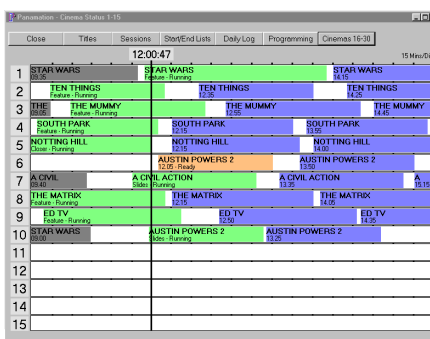 Panamation - Cinema Status 1-15
Close Titles Sessions Start/End Lists Daily Log Programming Cinemas 16-30
12:00:47 15 Mins/Di
1 STAR WARS STAR WARS STAR WARS
09.35 Feature - Running 14.15
2 TEN THINGS TEN THINGS TEN THINGS
Feature - Running 12.35 14.25
3 THE THE MUMMY THE MUMMY THE MUMMY
09.05 Feature - Running 12.55 14.45
4 SOUTH PARK SOUTH PARK SOUTH PARK
Feature - Running 12.15 13.55
5 NOTTING HILL NOTTING HILL NOTTING HILL
Closer - Running 12.15 14.00
6 AUSTIN POWERS 2 AUSTIN POWERS 2
12.05 - Ready 13.50
7 A CIVIL A CIVIL ACTION A CIVIL ACTION A
09.40 Slides - Running 13.35 15.15
8 THE MATRIX THE MATRIX THE MATRIX
Feature - Running 12.15 14.05
9 ED TV ED TV ED TV
Feature - Running 12.50 14.35
10 STAR WARS AUSTIN POWERS 2 AUSTIN POWERS 2
09.00 Slides - Running 13.25
11
12
13
14
15